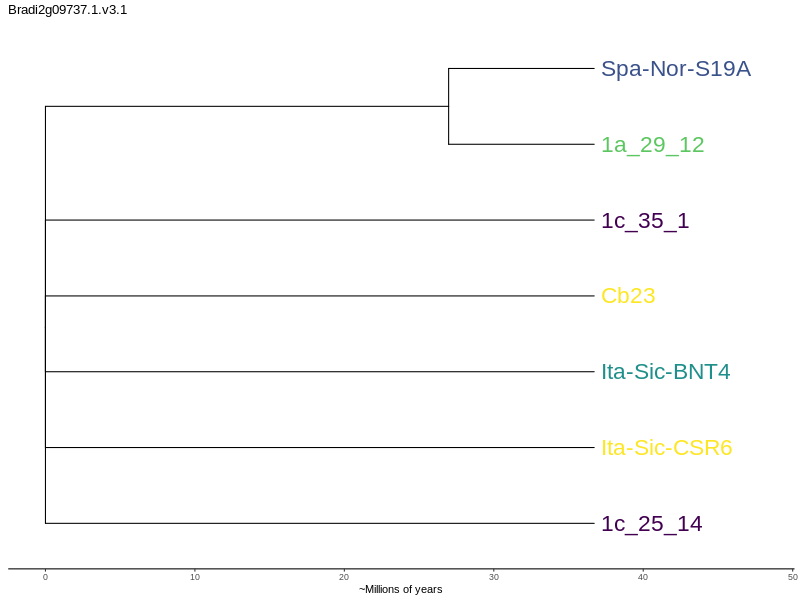 Bradi2g09737.1.v3.1
Spa-Nor-S19A
1a_29_12
1c_35_1
Cb23
Ita-Sic-BNT4
Ita-Sic-CSR6
1c_25_14
0 10 20 30 40 50
~Millions of years